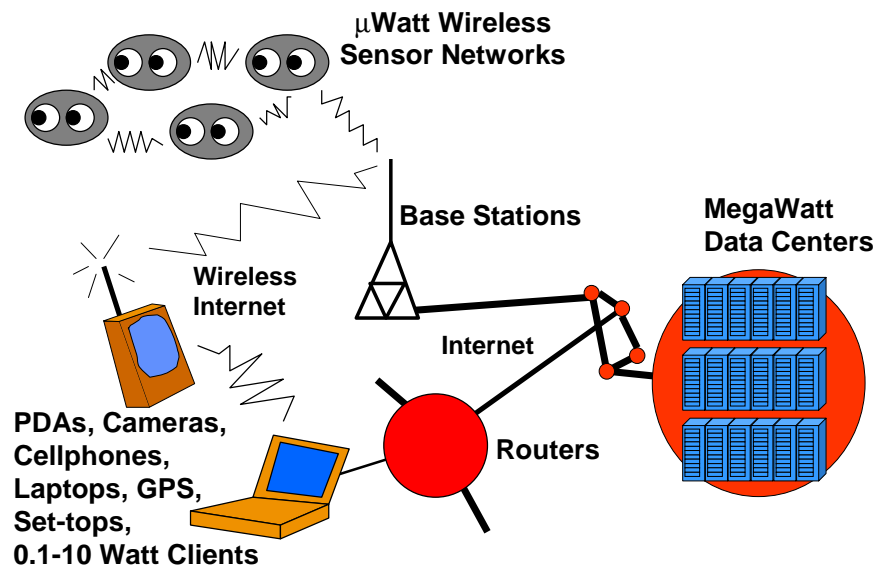 μWatt Wireless
Sensor Networks
Base Stations
MegaWatt
Data Centers
Wireless
Internet
Internet
PDAs, Cameras,
Cellphones,
Laptops, GPS,
Set-tops,
0.1-10 Watt Clients
Routers